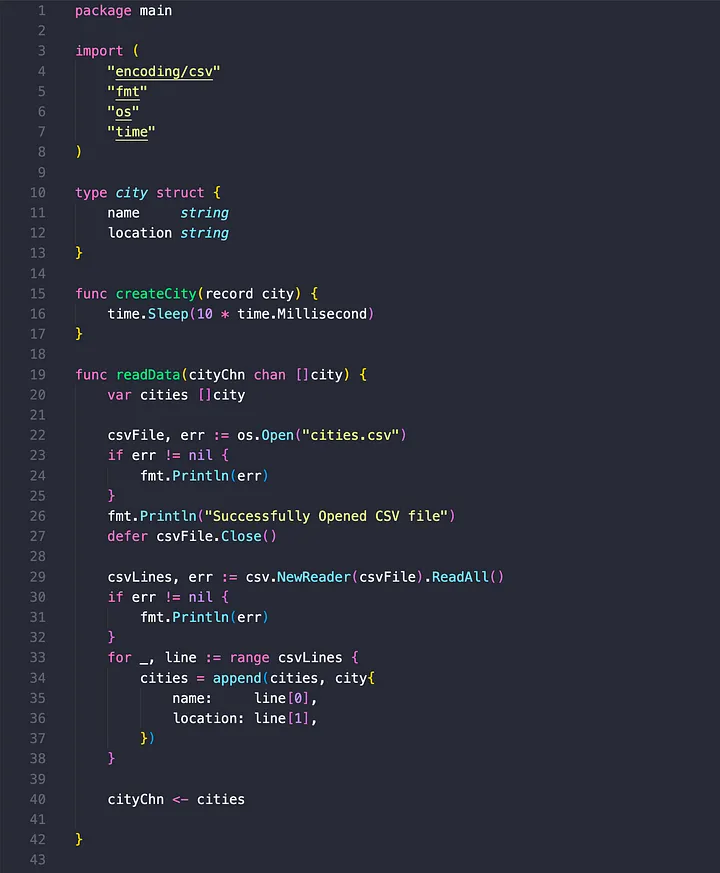 1 package main
2
3 import (
4     "encoding/csv"
5     "fmt"
6     "os"
7     "time"
8 )
9
10 type city struct {
11     name     string
12     location string
13 }
14
15 func createCity(record city) {
16     time.Sleep(10 * time.Millisecond)
17 }
18
19 func readData(cityChn chan []city) {
20     var cities []city
21
22     csvFile, err := os.Open("cities.csv")
23     if err != nil {
24         fmt.Println(err)
25     }
26     fmt.Println("Successfully Opened CSV file")
27     defer csvFile.Close()
28
29     csvLines, err := csv.NewReader(csvFile).ReadAll()
30     if err != nil {
31         fmt.Println(err)
32     }
33     for _, line := range csvLines {
34         cities = append(cities, city{
35             name:     line[0],
36             location: line[1],
37         })
38     }
39
40     cityChn <- cities
41
42 }
43